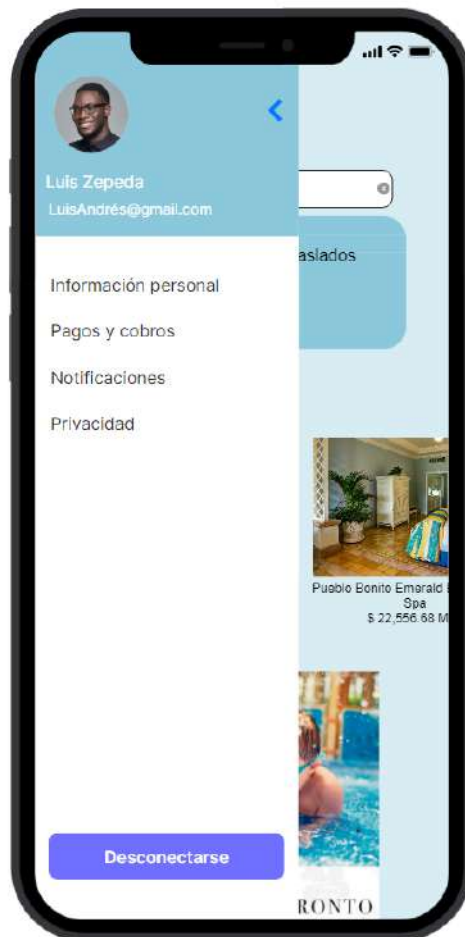 Luis Zepeda
LuisAndrés@gmail.com
aslados
Información personal
Pagos y cobros
Notificaciones
Privacidad
Pueblo Bonito Emerald
Spa
$ 22,556.68 M
Desconectarse
RONTO